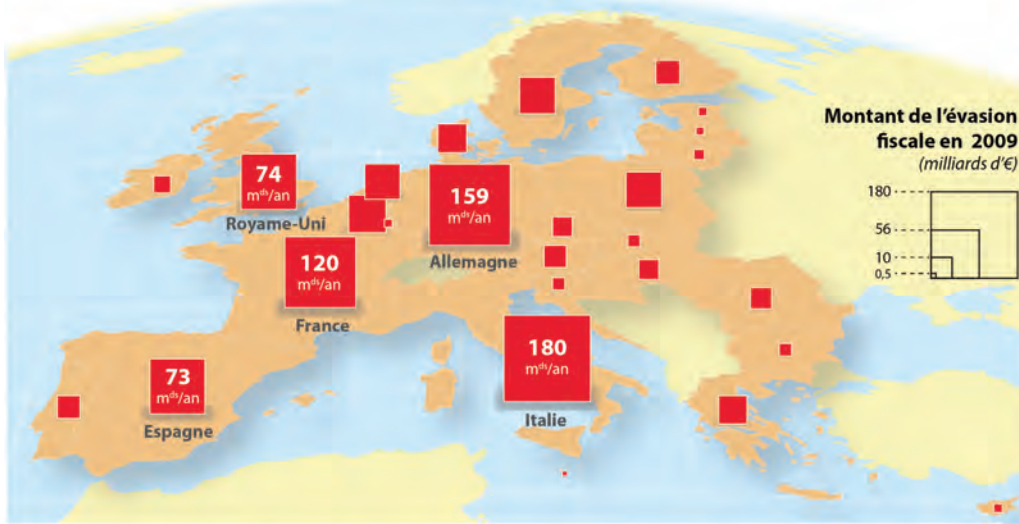 Montant de l'évasion
fiscale en 2009
(milliards d'€)
180
56
10
0,5
74
mds/an
Royame-Uni
159
mds/an
Allemagne
120
mds/an
France
180
mds/an
Italie
73
mds/an
Espagne